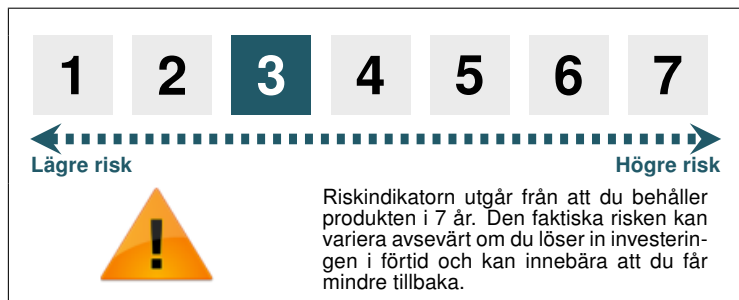 1 2 3 4 5 6 7
Lägre risk Högre risk
!
Riskindikatorn utgår från att du behåller
produkten i 7 år. Den faktiska risken kan
variera avsevärt om du löser in investerin-
gen i förtid och kan innebära att du får
mindre tillbaka.